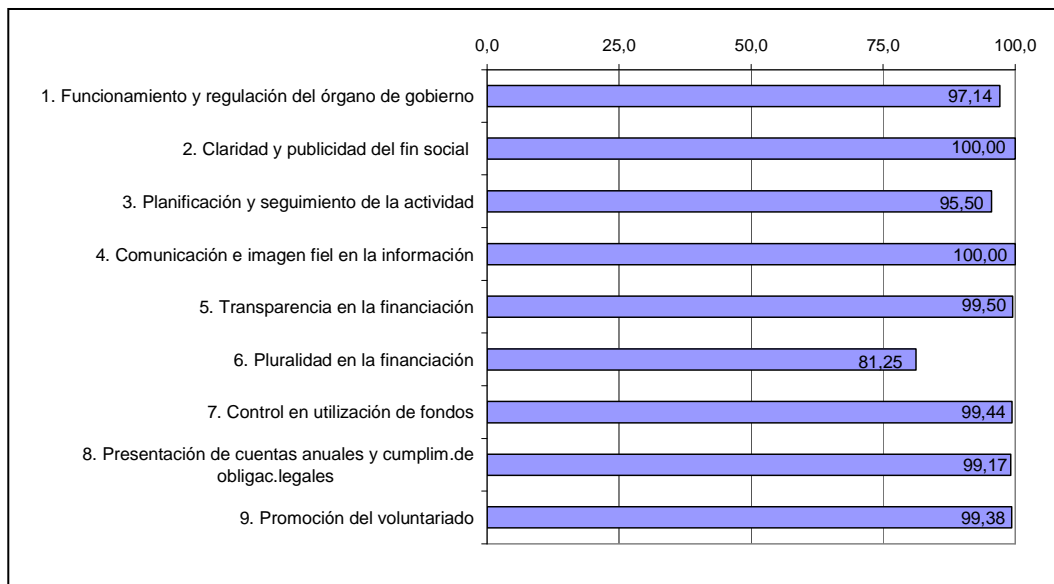 0,0 25,0 50,0 75,0 100,0
1. Funcionamiento y regulación del órgano de gobierno 97,14
2. Claridad y publicidad del fin social 100,00
3. Planificación y seguimiento de la actividad 95,50
4. Comunicación e imagen fiel en la información 100,00
5. Transparencia en la financiación 99,50
6. Pluralidad en la financiación 81,25
7. Control en utilización de fondos 99,44
8. Presentación de cuentas anuales y cumplim.de
obligac.legales 99,17
9. Promoción del voluntariado 99,38